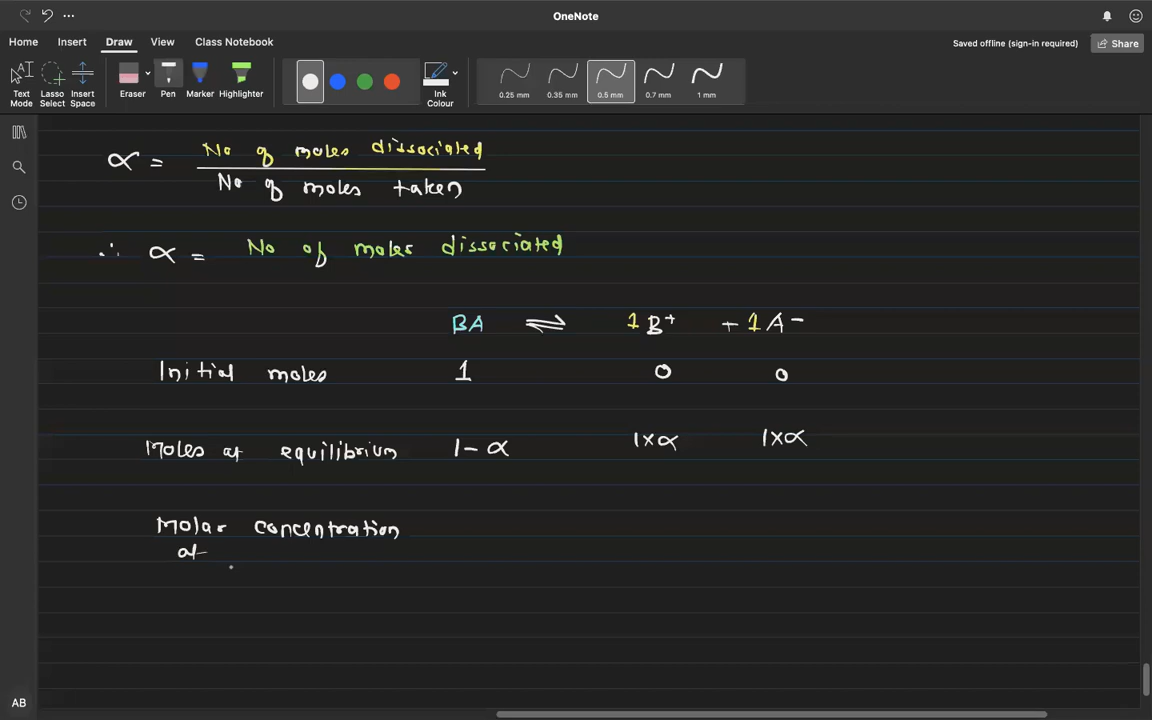 OneNote
Home Insert Draw View Class Notebook
Saved offline (sign-in required) Share
Text Mode Lasso Select Insert Space Eraser Pen Marker Highlighter Ink Colour 0.25 mm 0.35 mm 0.5 mm 0.7 mm 1 mm
∝ = No of moles dissociated
No of moles taken
∴ ∝ = No of moles dissociated
BA ⇌ 1 B+ + 1 A−
Initial moles 1 0 0
Moles at equilibrium 1 − ∝ 1×∝ 1×∝
Molar concentration
at
AB